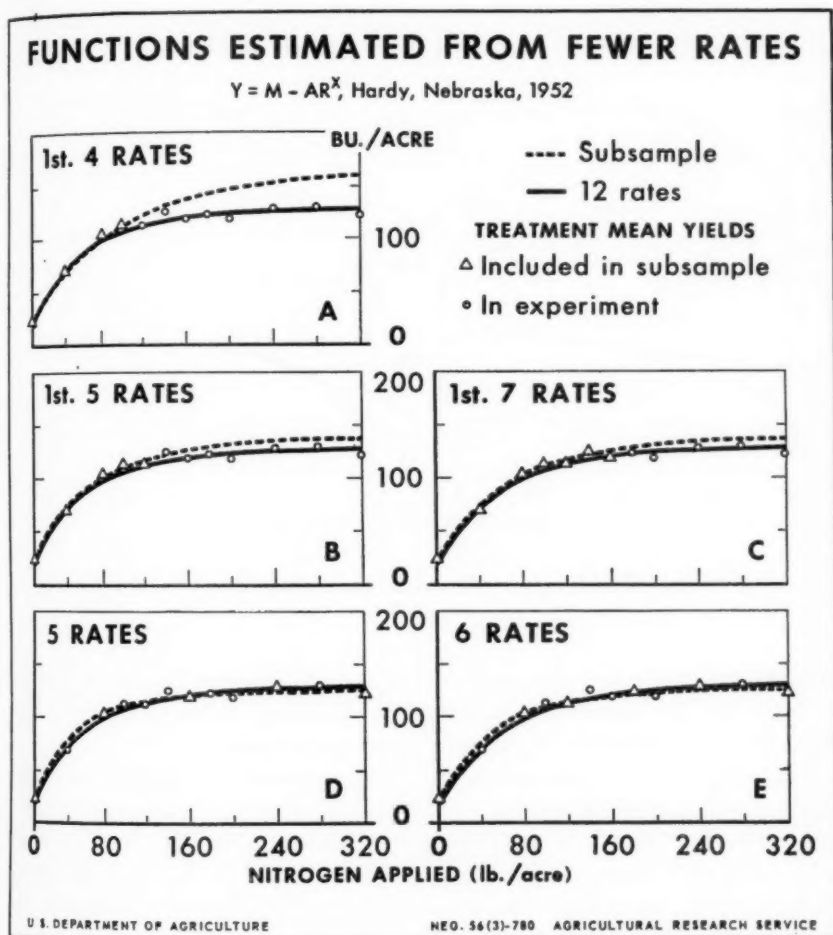 FUNCTIONS ESTIMATED FROM FEWER RATES
Y = M - AR^X, Hardy, Nebraska, 1952
1st. 4 RATES
BU./ACRE
100
0
A
Subsample
12 rates
TREATMENT MEAN YIELDS
△ Included in subsample
○ In experiment
1st. 5 RATES
200
100
0
B
1st. 7 RATES
C
5 RATES
200
100
0
D
6 RATES
E
0 80 160 240 320
0 80 160 240 320
NITROGEN APPLIED (lb./acre)
U.S. DEPARTMENT OF AGRICULTURE
NEG. 56(3)-780 AGRICULTURAL RESEARCH SERVICE